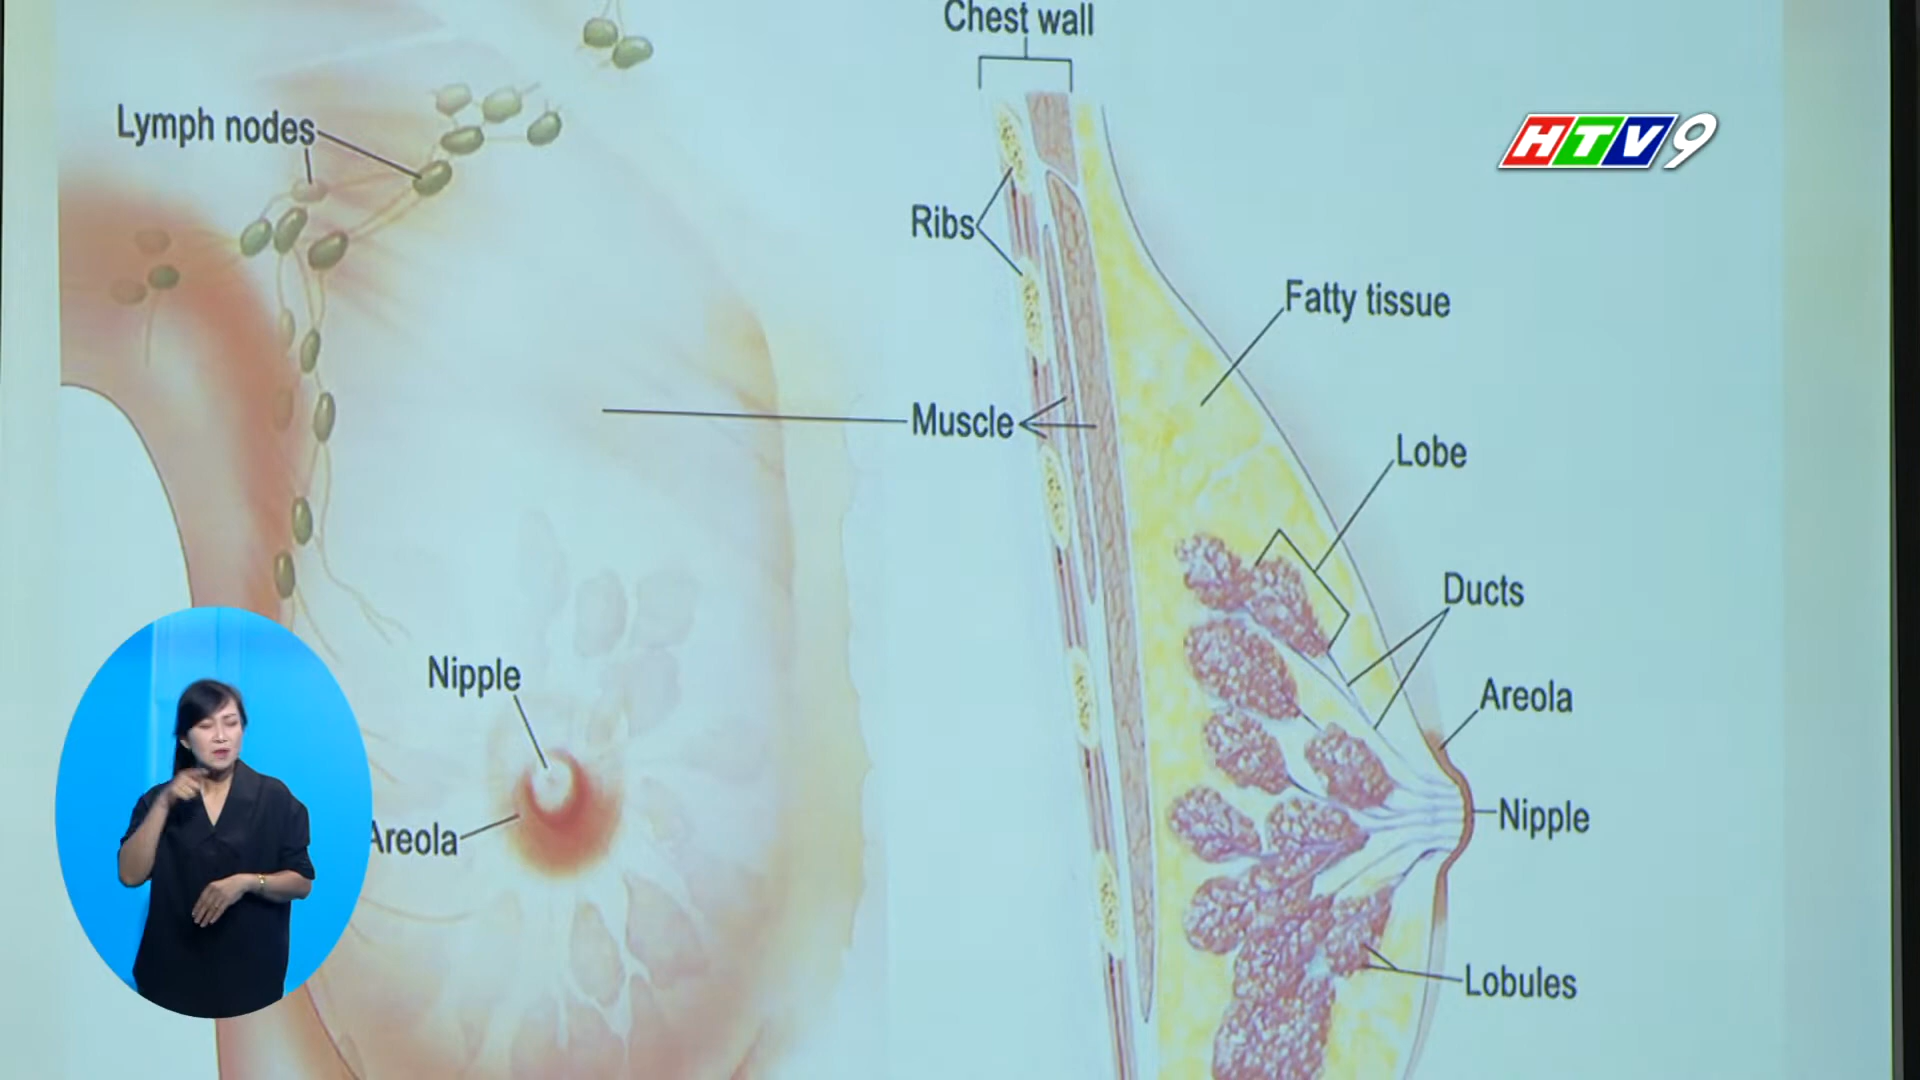 Chest wall
Lymph nodes
HTV9
Ribs
Fatty tissue
Muscle
Lobe
Ducts
Nipple
Areola
Areola
Nipple
Lobules